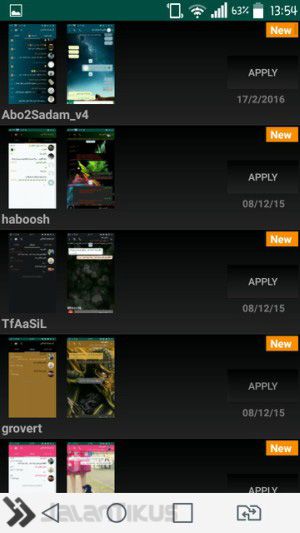 63% 13:54
New
APPLY
17/2/2016
Abo2Sadam_v4
New
APPLY
08/12/15
haboosh
New
APPLY
08/12/15
TfAaSiL
New
APPLY
08/12/15
grovert
New
APPLY
JALANTIKUS